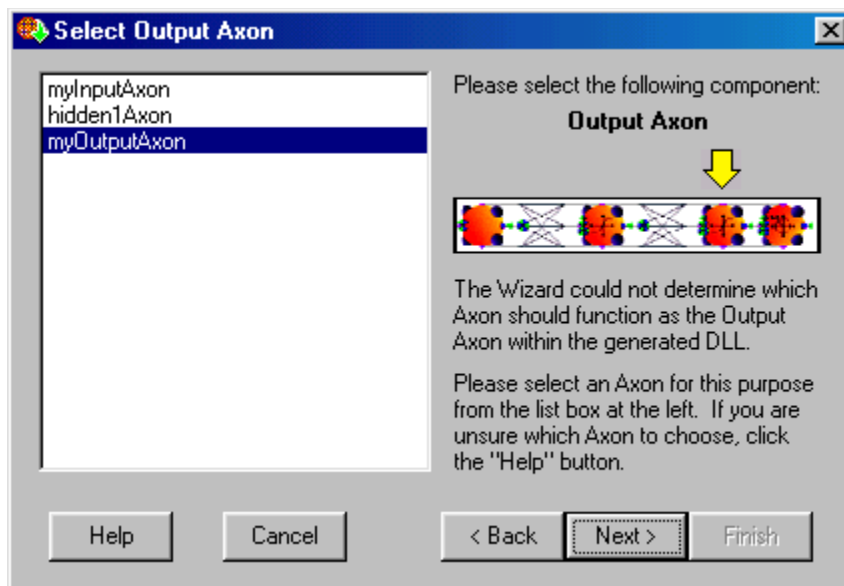 Select Output Axon
myInputAxon
hidden1Axon
myOutputAxon
Please select the following component:
Output Axon
The Wizard could not determine which
Axon should function as the Output
Axon within the generated DLL.
Please select an Axon for this purpose
from the list box at the left.  If you are
unsure which Axon to choose, click
the "Help" button.
Help
Cancel
< Back
Next >
Finish